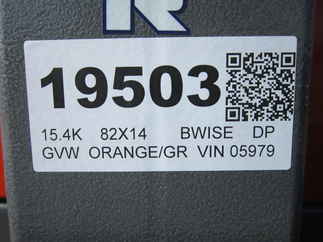 R
19503
15.4K 82X14 BWISE DP
GVW ORANGE/GR VIN 05979